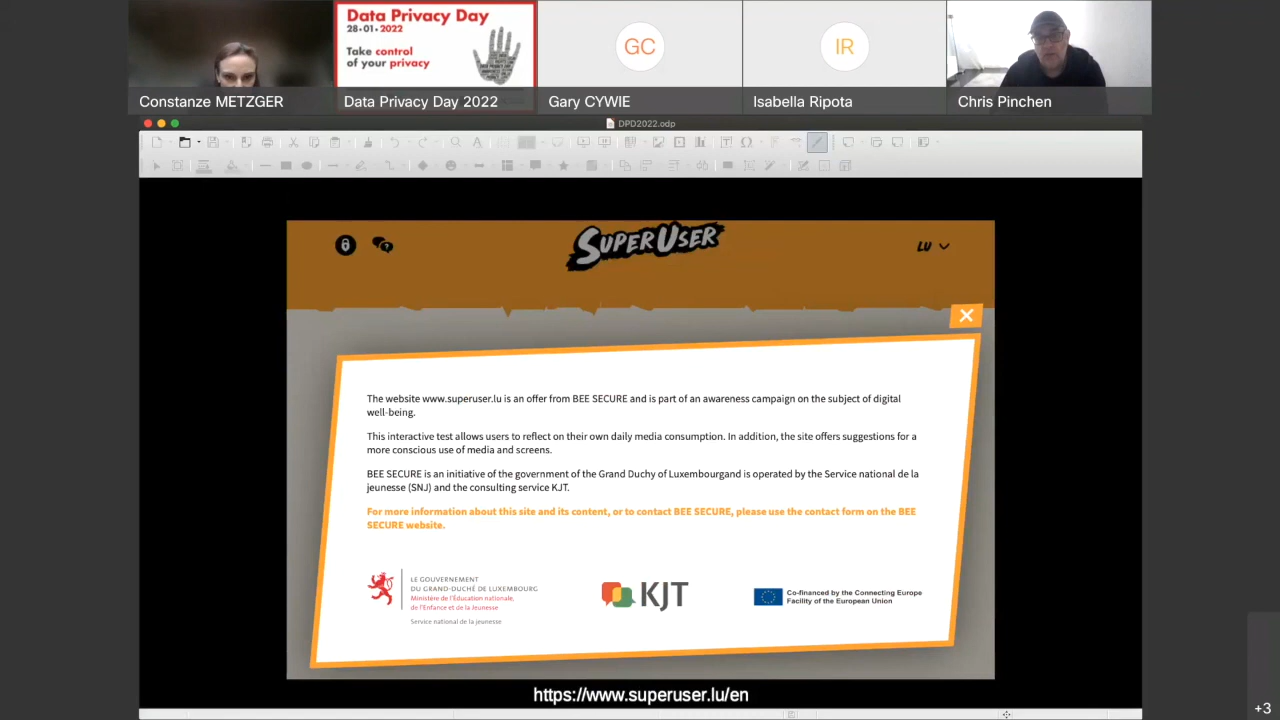 Data Privacy Day
28·01·2022
Take control
of your privacy
GC
IR
Constanze METZGER
Data Privacy Day 2022
Gary CYWIE
Isabella Ripota
Chris Pinchen
DPD2022.odp
SUPERUSER
LU
The website www.superuser.lu is an offer from BEE SECURE and is part of an awareness campaign on the subject of digital
well-being.
This interactive test allows users to reflect on their own daily media consumption. In addition, the site offers suggestions for a
more conscious use of media and screens.
BEE SECURE is an initiative of the government of the Grand Duchy of Luxembourgand is operated by the Service national de la
jeunesse (SNJ) and the consulting service KJT.
For more information about this site and its content, or to contact BEE SECURE, please use the contact form on the BEE
SECURE website.
LE GOUVERNEMENT
DU GRAND-DUCHÉ DE LUXEMBOURG
Ministère de l'Éducation nationale,
de l'Enfance et de la Jeunesse
Service national de la jeunesse
KJT
Co-financed by the Connecting Europe
Facility of the European Union
https://www.superuser.lu/en
+3